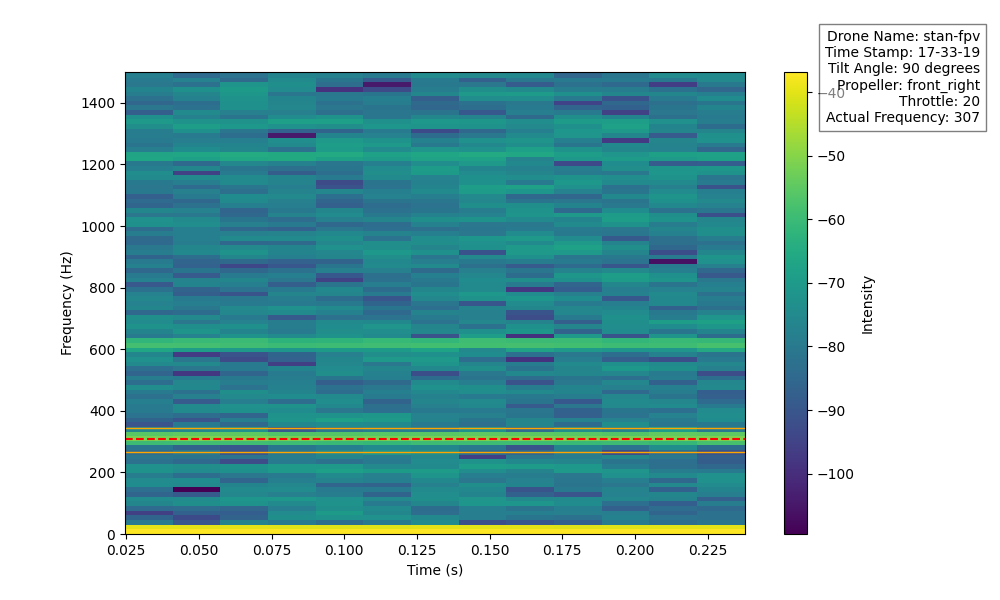 Drone Name: stan-fpv
Time Stamp: 17-33-19
Tilt Angle: 90 degrees
Propeller: front_right
Throttle: 20
Actual Frequency: 307
1400
1200
1000
800
600
400
200
0
Frequency (Hz)
0.025
0.050
0.075
0.100
0.125
0.150
0.175
0.200
0.225
Time (s)
−40
−50
−60
−70
−80
−90
−100
Intensity